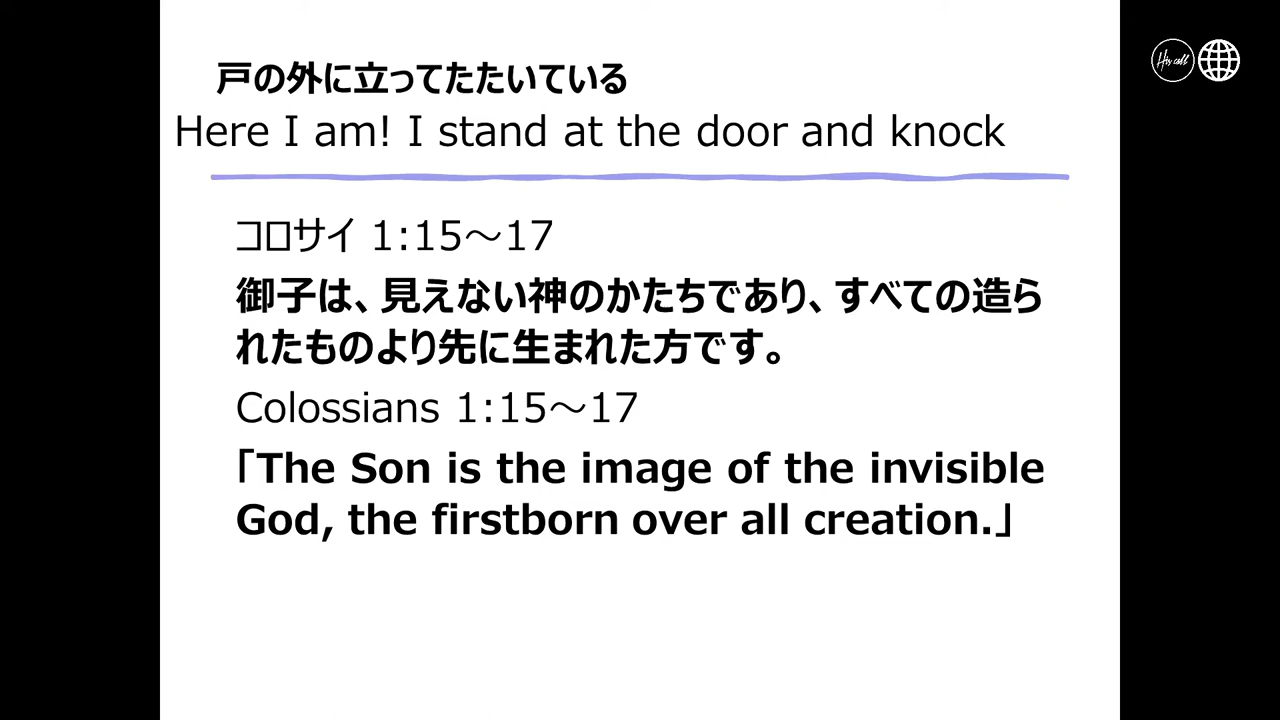 戸の外に立ってたたいている
Here I am! I stand at the door and knock
His call
コロサイ 1:15～17
御子は、見えない神のかたちであり、すべての造ら
れたものより先に生まれた方です。
Colossians 1:15～17
「The Son is the image of the invisible
God, the firstborn over all creation.」